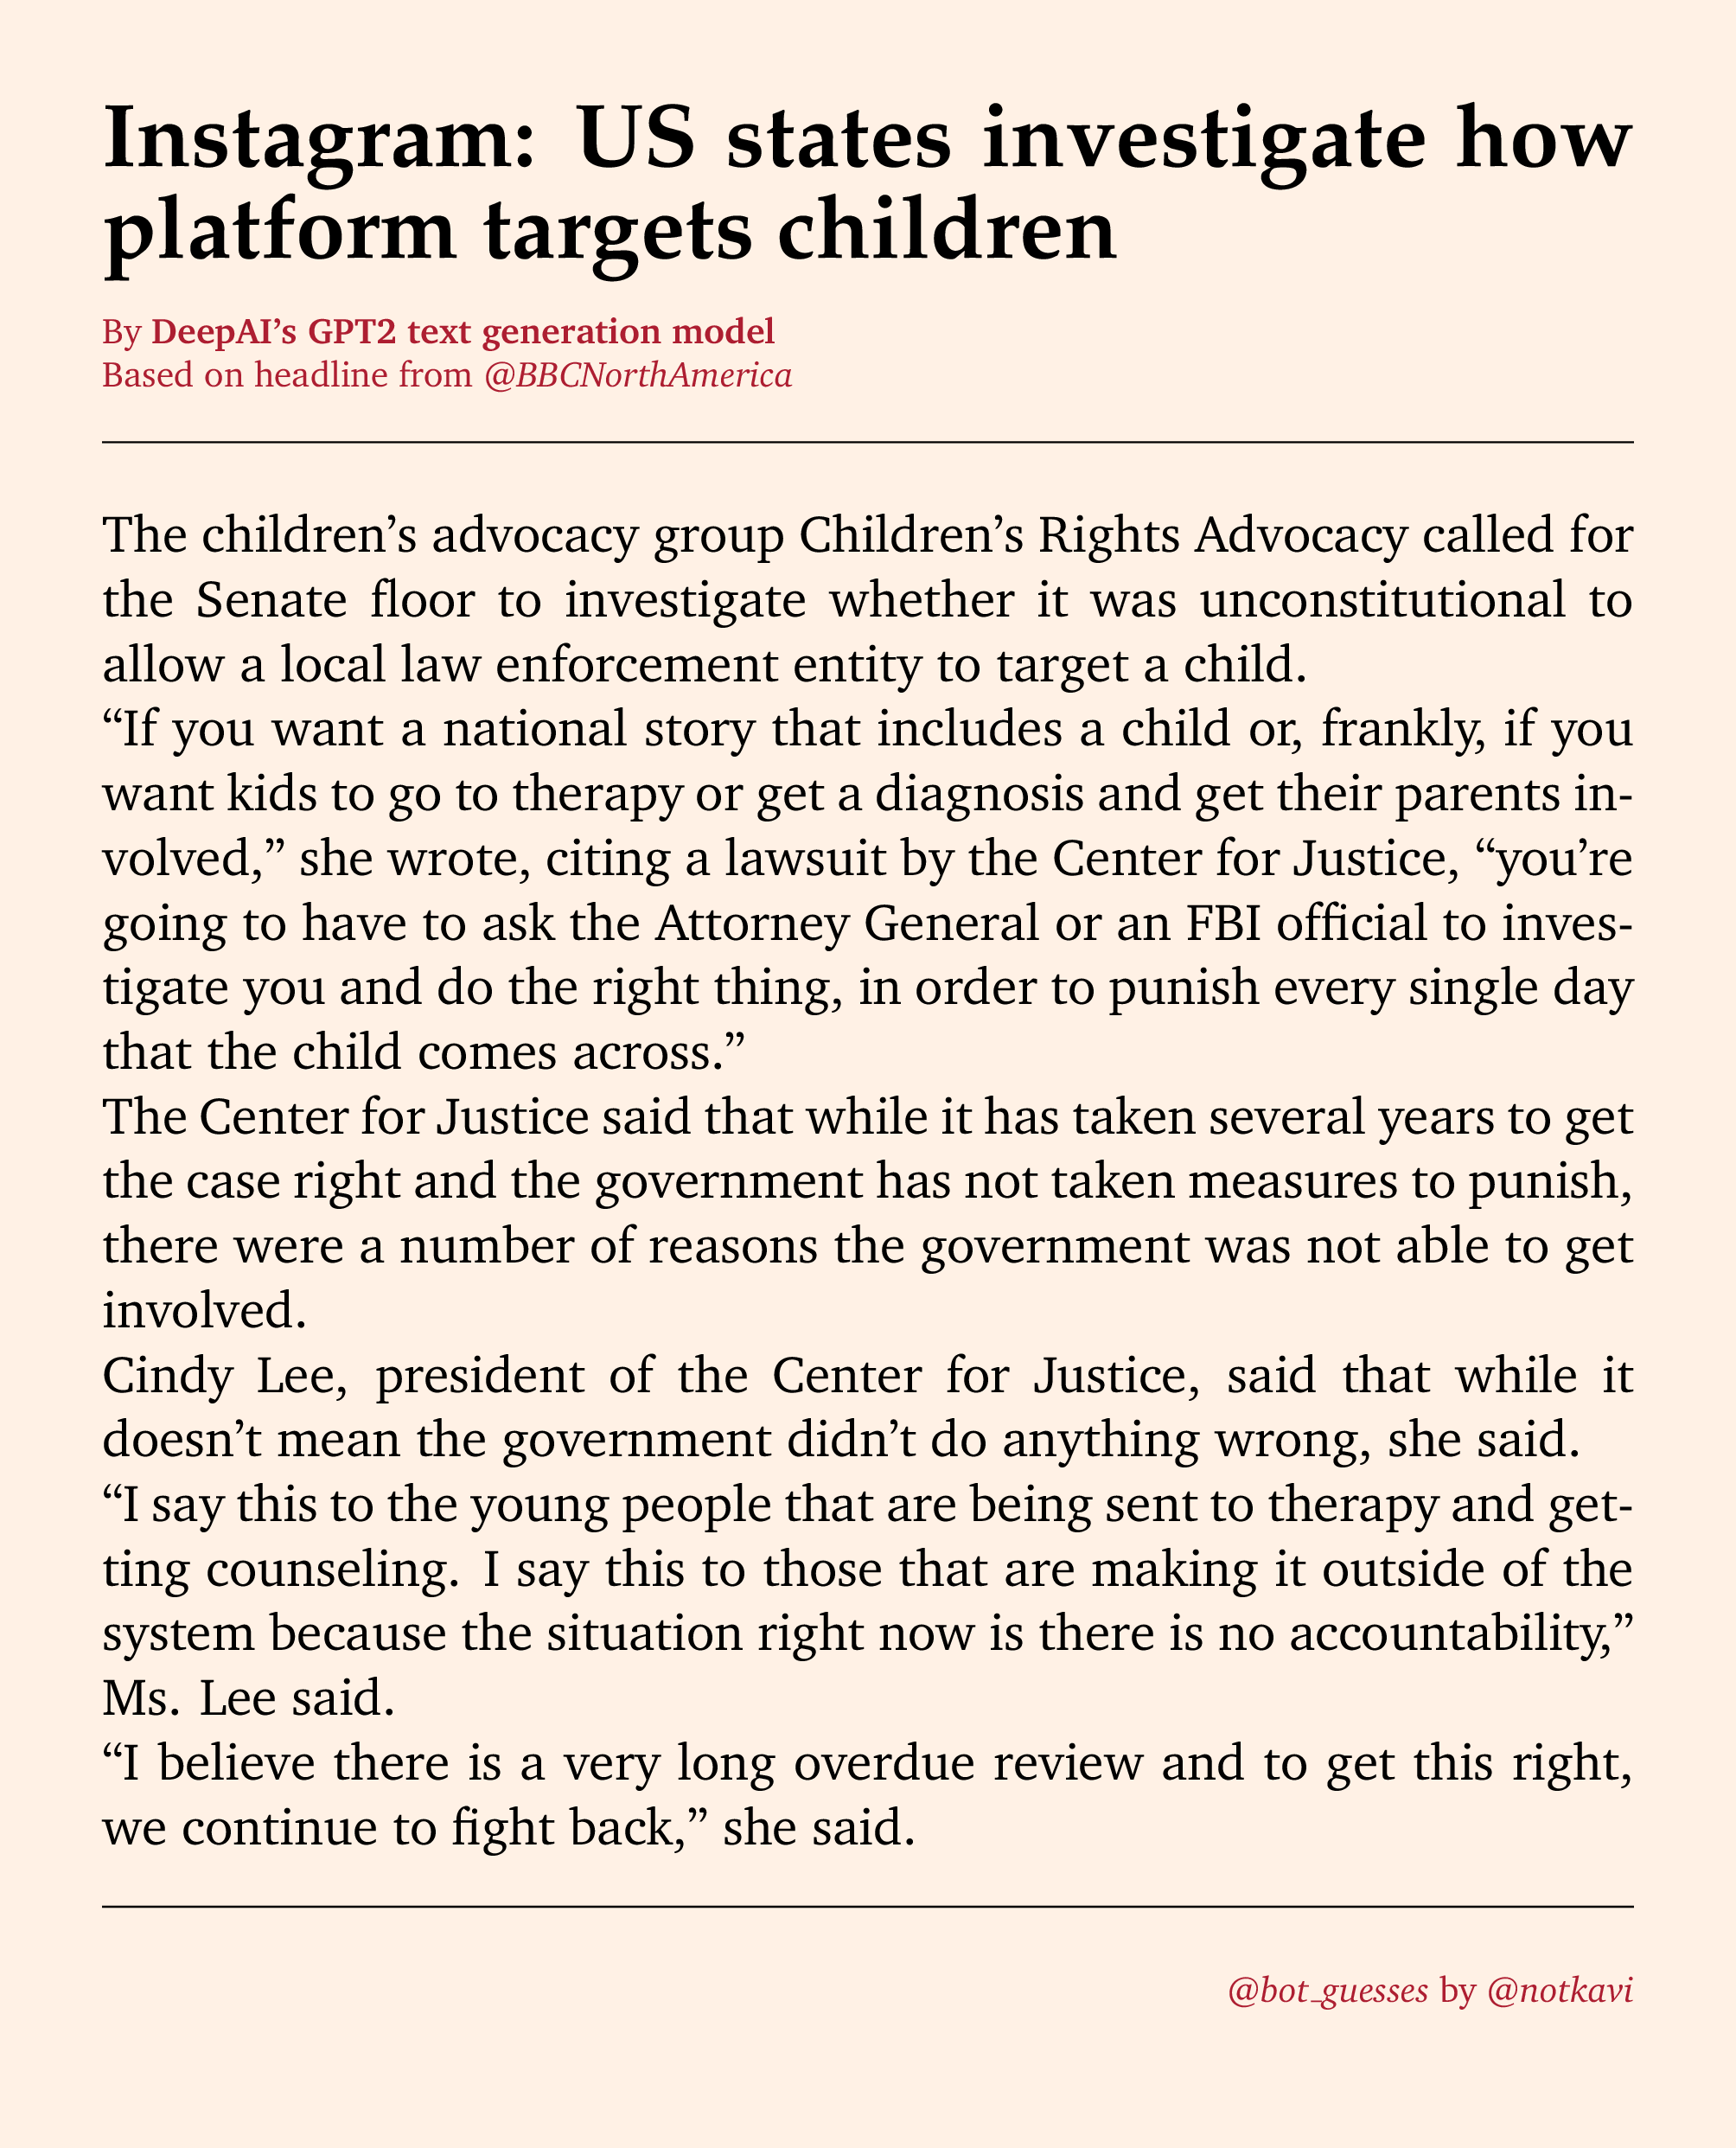 Instagram: US states investigate how
platform targets children
By DeepAI’s GPT2 text generation model
Based on headline from @BBCNorthAmerica
The children’s advocacy group Children’s Rights Advocacy called for
the Senate floor to investigate whether it was unconstitutional to
allow a local law enforcement entity to target a child.
“If you want a national story that includes a child or, frankly, if you
want kids to go to therapy or get a diagnosis and get their parents in-
volved,” she wrote, citing a lawsuit by the Center for Justice, “you’re
going to have to ask the Attorney General or an FBI official to inves-
tigate you and do the right thing, in order to punish every single day
that the child comes across.”
The Center for Justice said that while it has taken several years to get
the case right and the government has not taken measures to punish,
there were a number of reasons the government was not able to get
involved.
Cindy Lee, president of the Center for Justice, said that while it
doesn’t mean the government didn’t do anything wrong, she said.
“I say this to the young people that are being sent to therapy and get-
ting counseling. I say this to those that are making it outside of the
system because the situation right now is there is no accountability,”
Ms. Lee said.
“I believe there is a very long overdue review and to get this right,
we continue to fight back,” she said.
@bot_guesses by @notkavi